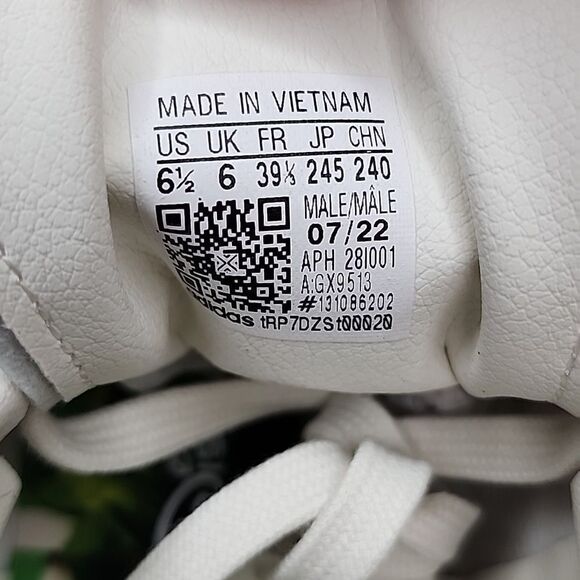 MADE IN VIETNAM
US UK FR JP CHN
6½ 6 39⅓ 245 240
MALE/MÂLE
07/22
APH 28I001
A:GX9513
#131086202
adidas tRP7DZSt00020